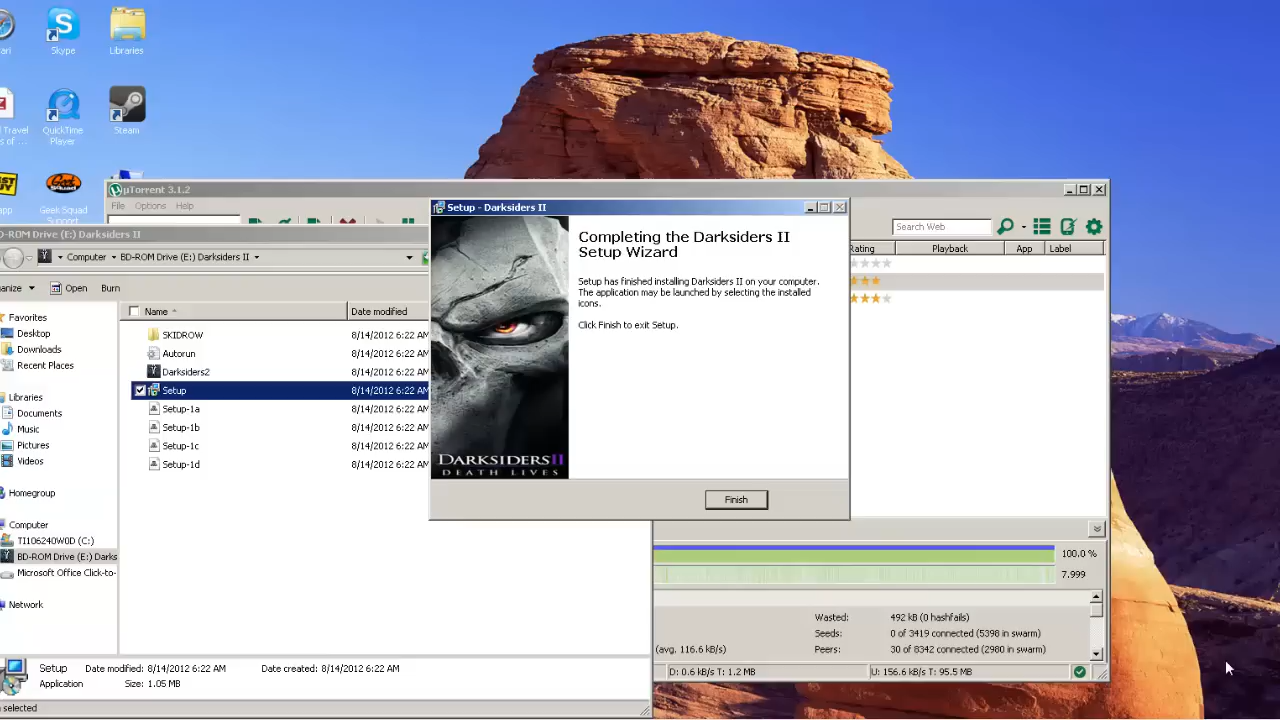 ari
Skype
Libraries
Travel
s of ...
QuickTime
Player
Steam
app
Geek Squad
Support
µTorrent 3.1.2
File Options Help
Search Web
Rating Playback App Label
D-ROM Drive (E:) Darksiders II
Computer BD-ROM Drive (E:) Darksiders II
anize Open Burn
Name Date modified
SKIDROW 8/14/2012 6:22 AM
Autorun 8/14/2012 6:22 AM
Darksiders2 8/14/2012 6:22 AM
Setup 8/14/2012 6:22 AM
Setup-1a 8/14/2012 6:22 AM
Setup-1b 8/14/2012 6:22 AM
Setup-1c 8/14/2012 6:22 AM
Setup-1d 8/14/2012 6:22 AM
Favorites
Desktop
Downloads
Recent Places
Libraries
Documents
Music
Pictures
Videos
Homegroup
Computer
TI106240W0D (C:)
BD-ROM Drive (E:) Darks
Microsoft Office Click-to-
Network
Setup Date modified: 8/14/2012 6:22 AM Date created: 8/14/2012 6:22 AM
Application Size: 1.05 MB
selected
Setup - Darksiders II
Completing the Darksiders II
Setup Wizard
Setup has finished installing Darksiders II on your computer.
The application may be launched by selecting the installed
icons.
Click Finish to exit Setup.
DARKSIDERS II
DEATH LIVES
Finish
100.0 %
7.999
Wasted: 492 kB (0 hashfails)
Seeds: 0 of 3419 connected (5398 in swarm)
(avg. 116.6 kB/s) Peers: 30 of 8342 connected (2980 in swarm)
D: 0.6 kB/s T: 1.2 MB U: 156.6 kB/s T: 95.5 MB